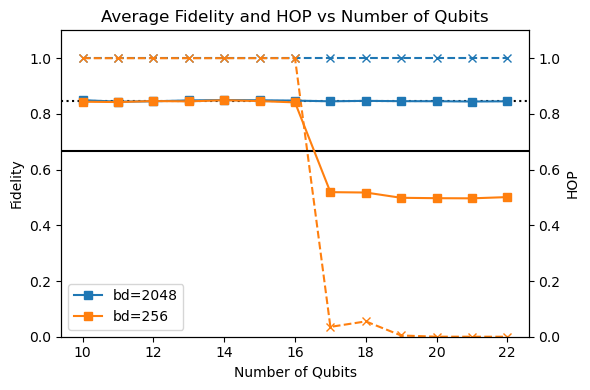 Average Fidelity and HOP vs Number of Qubits
1.0
0.8
0.6
0.4
0.2
0.0
Fidelity
1.0
0.8
0.6
0.4
0.2
0.0
HOP
bd=2048
bd=256
10 12 14 16 18 20 22
Number of Qubits